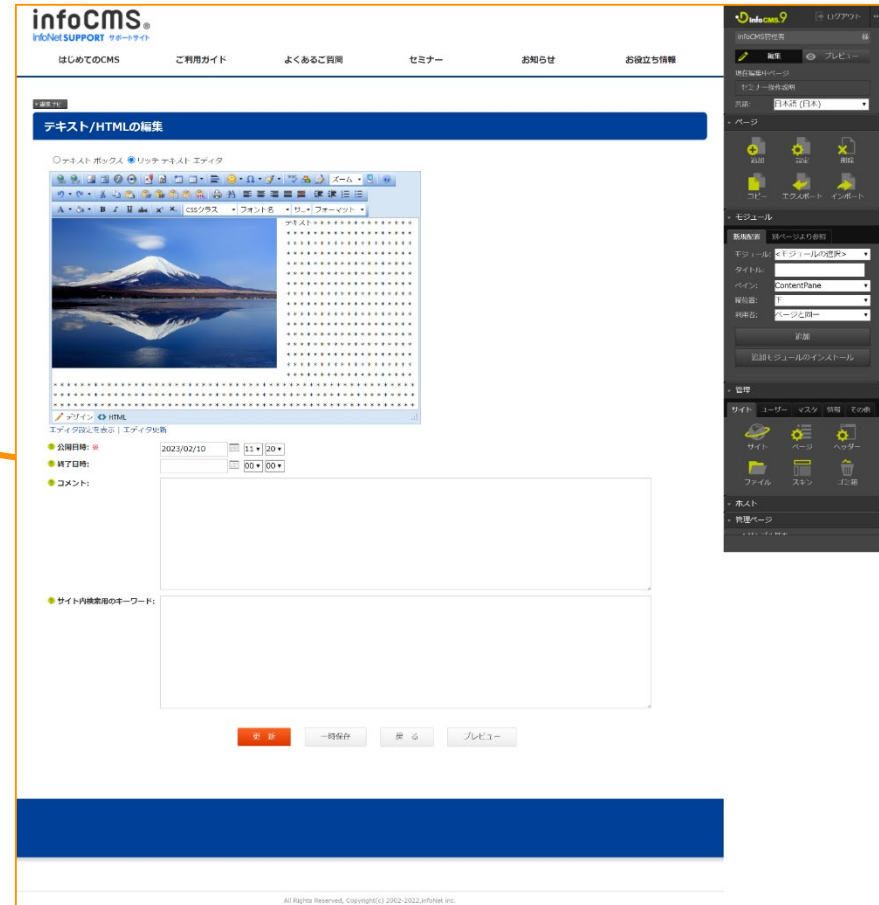 infoCMS®
infoNet SUPPORT サポートサイト
はじめてのCMS ご利用ガイド よくあるご質問 セミナー お知らせ お役立ち情報
テキスト/HTMLの編集
テキスト ボックス リッチ テキスト エディタ
ズーム
B I U abc x² x₂ CSSクラス フォント名 サ... フォーマット
テキスト＊＊＊＊＊＊＊＊＊＊＊＊＊＊＊
デザイン HTML
エディタ設定を表示 | エディタ更新
公開日時: ※ 2023/02/10 11 20
終了日時: 00 00
コメント:
サイト内検索用のキーワード:
更 新 一時保存 戻 る プレビュー
All Rights Reserved, Copyright(c) 2002-2022,infoNet inc.
infoCMS.9 ログアウト
infoCMS管理者 様
編集 プレビュー
現在編集中ページ
セミナー操作説明
言語: 日本語 (日本)
ページ
追加 設定 削除
コピー エクスポート インポート
モジュール
新規配置 別ページより参照
モジュール: <モジュールの選択>
タイトル:
ペイン: ContentPane
縦位置: 下
利用者: ページと同一
追加
追加モジュールのインストール
管理
サイト ユーザー マスタ 情報 その他
サイト ページ ヘッダー
ファイル スキン ゴミ箱
ホスト
管理ページ